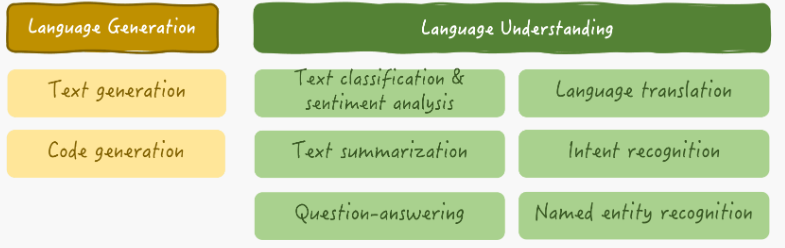 Language Generation
Language Understanding
Text generation
Text classification &
sentiment analysis
Language translation
Code generation
Text summarization
Intent recognition
Question-answering
Named entity recognition